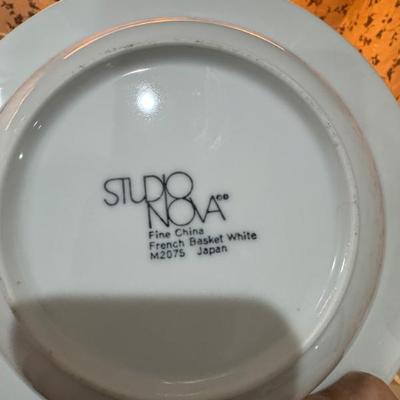 STUDIO
NOVA
Fine China
French Basket White
M2075 Japan